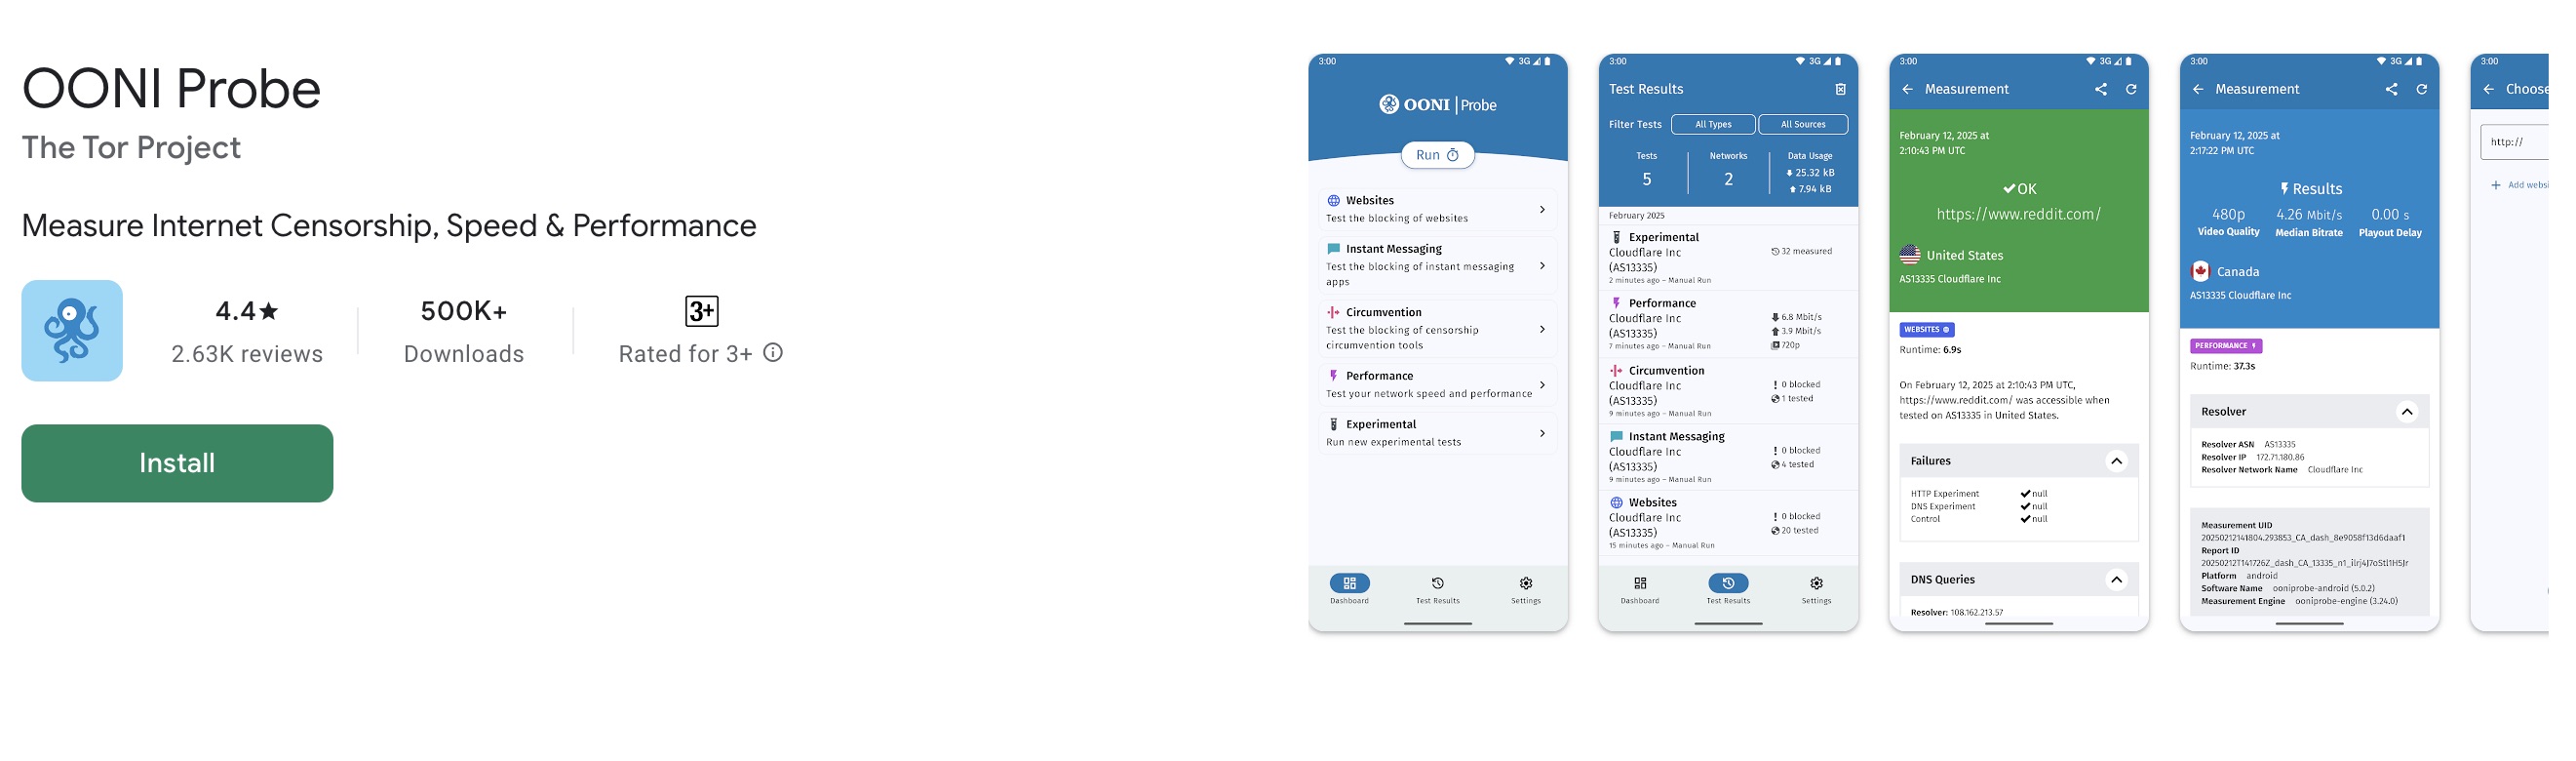 OONI Probe
The Tor Project
Measure Internet Censorship, Speed & Performance
4.4★
2.63K reviews
500K+
Downloads
3+
Rated for 3+
Install
3:00
3G
OONI Probe
Run
Websites
Test the blocking of websites
Instant Messaging
Test the blocking of instant messaging
apps
Circumvention
Test the blocking of censorship
circumvention tools
Performance
Test your network speed and performance
Experimental
Run new experimental tests
Dashboard
Test Results
Settings
3:00
3G
Test Results
Filter Tests
All Types
All Sources
Tests
5
Networks
2
Data Usage
25.32 kB
7.94 kB
February 2025
Experimental
Cloudflare Inc
(AS13335)
2 minutes ago – Manual Run
32 measured
Performance
Cloudflare Inc
(AS13335)
7 minutes ago – Manual Run
6.8 Mbit/s
3.9 Mbit/s
720p
Circumvention
Cloudflare Inc
(AS13335)
9 minutes ago – Manual Run
0 blocked
1 tested
Instant Messaging
Cloudflare Inc
(AS13335)
9 minutes ago – Manual Run
0 blocked
4 tested
Websites
Cloudflare Inc
(AS13335)
15 minutes ago – Manual Run
0 blocked
20 tested
Dashboard
Test Results
Settings
3:00
3G
Measurement
February 12, 2025 at
2:10:43 PM UTC
OK
https://www.reddit.com/
United States
AS13335 Cloudflare Inc
WEBSITES
Runtime: 6.9s
On February 12, 2025 at 2:10:43 PM UTC,
https://www.reddit.com/ was accessible when
tested on AS13335 in United States.
Failures
HTTP Experiment null
DNS Experiment null
Control null
DNS Queries
Resolver: 108.162.213.57
3:00
3G
Measurement
February 12, 2025 at
2:17:22 PM UTC
Results
480p
Video Quality
4.26 Mbit/s
Median Bitrate
0.00 s
Playout Delay
Canada
AS13335 Cloudflare Inc
PERFORMANCE
Runtime: 37.3s
Resolver
Resolver ASN AS13335
Resolver IP 172.71.180.86
Resolver Network Name Cloudflare Inc
Measurement UID
20250212141804.293853_CA_dash_8e9058f13d6daaf1
Report ID
Platform android
Software Name ooniprobe-android (5.0.2)
Measurement Engine ooniprobe-engine (3.24.0)
3:00
Choose
http://
Add